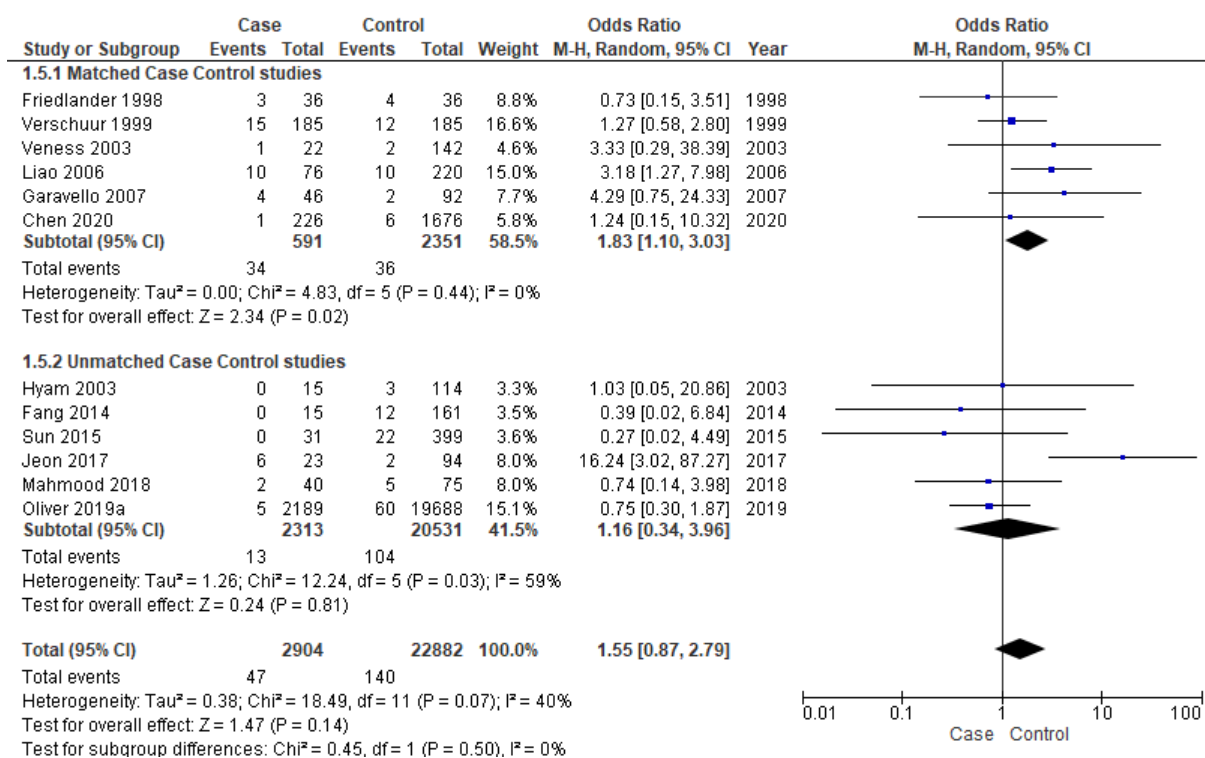 Case Control Odds Ratio Odds Ratio
Study or Subgroup Events Total Events Total Weight M-H, Random, 95% CI Year M-H, Random, 95% CI
1.5.1 Matched Case Control studies
Friedlander 1998 3 36 4 36 8.8% 0.73 [0.15, 3.51] 1998
Verschuur 1999 15 185 12 185 16.6% 1.27 [0.58, 2.80] 1999
Veness 2003 1 22 2 142 4.6% 3.33 [0.29, 38.39] 2003
Liao 2006 10 76 10 220 15.0% 3.18 [1.27, 7.98] 2006
Garavello 2007 4 46 2 92 7.7% 4.29 [0.75, 24.33] 2007
Chen 2020 1 226 6 1676 5.8% 1.24 [0.15, 10.32] 2020
Subtotal (95% CI) 591 2351 58.5% 1.83 [1.10, 3.03]
Total events 34 36
Heterogeneity: Tau² = 0.00; Chi² = 4.83, df = 5 (P = 0.44); I² = 0%
Test for overall effect: Z = 2.34 (P = 0.02)
1.5.2 Unmatched Case Control studies
Hyam 2003 0 15 3 114 3.3% 1.03 [0.05, 20.86] 2003
Fang 2014 0 15 12 161 3.5% 0.39 [0.02, 6.84] 2014
Sun 2015 0 31 22 399 3.6% 0.27 [0.02, 4.49] 2015
Jeon 2017 6 23 2 94 8.0% 16.24 [3.02, 87.27] 2017
Mahmood 2018 2 40 5 75 8.0% 0.74 [0.14, 3.98] 2018
Oliver 2019a 5 2189 60 19688 15.1% 0.75 [0.30, 1.87] 2019
Subtotal (95% CI) 2313 20531 41.5% 1.16 [0.34, 3.96]
Total events 13 104
Heterogeneity: Tau² = 1.26; Chi² = 12.24, df = 5 (P = 0.03); I² = 59%
Test for overall effect: Z = 0.24 (P = 0.81)
Total (95% CI) 2904 22882 100.0% 1.55 [0.87, 2.79]
Total events 47 140
Heterogeneity: Tau² = 0.38; Chi² = 18.49, df = 11 (P = 0.07); I² = 40%
Test for overall effect: Z = 1.47 (P = 0.14)
Test for subgroup differences: Chi² = 0.45, df = 1 (P = 0.50), I² = 0%
0.01 0.1 1 10 100
Case Control